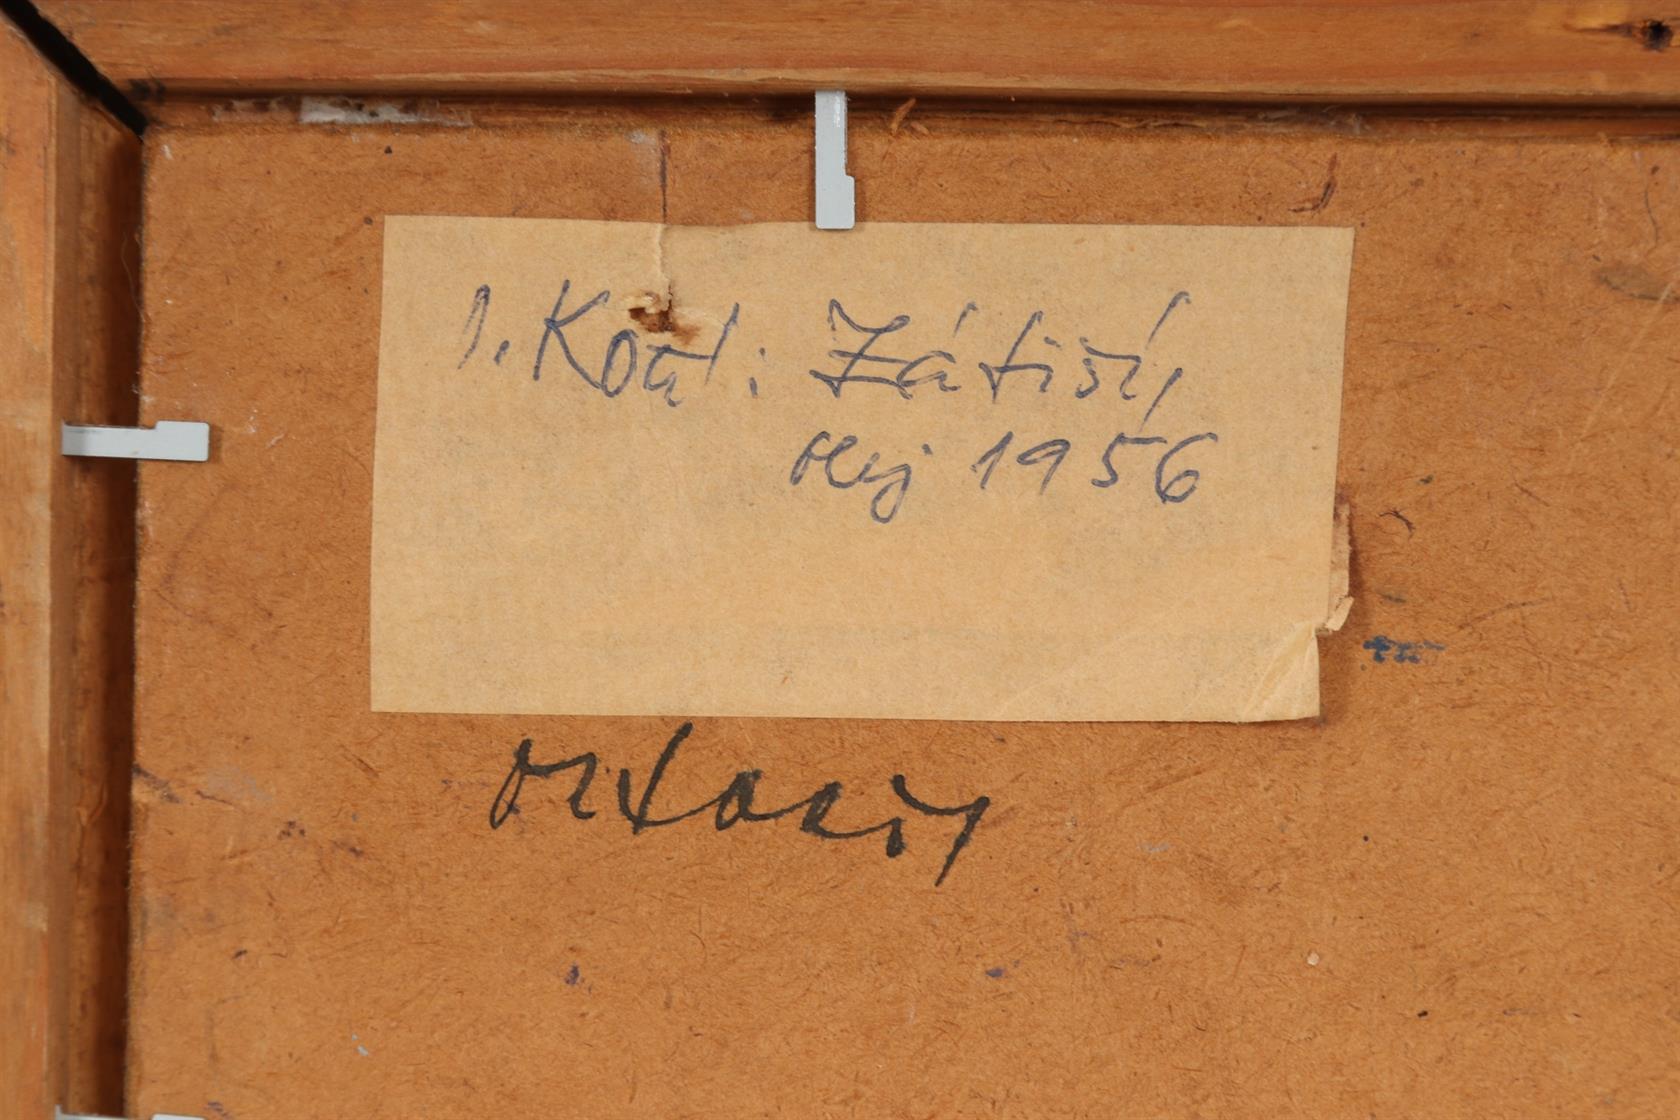 J. Kotal: Zátiší,
olej 1956